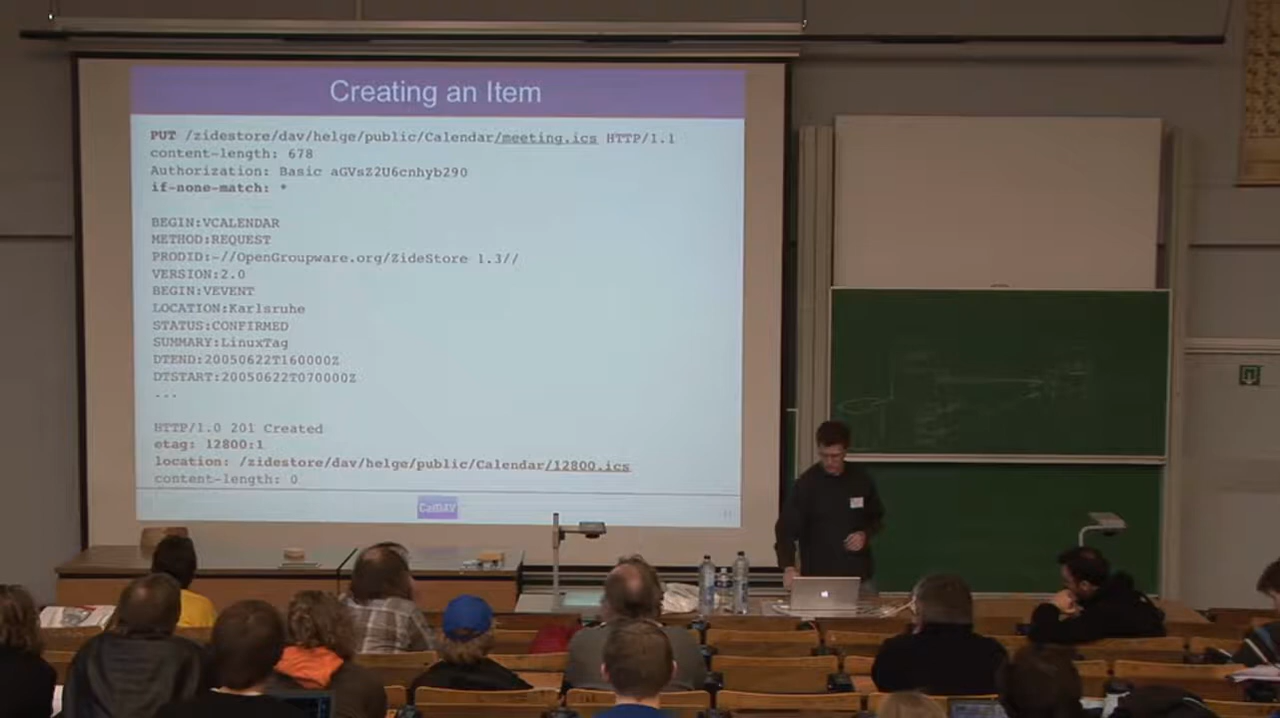 Creating an Item
PUT /zidestore/dav/helge/public/Calendar/meeting.ics HTTP/1.1
content-length: 678
Authorization: Basic aGVsZ2U6cnhyb290
if-none-match: *
BEGIN:VCALENDAR
METHOD:REQUEST
PRODID:-//OpenGroupware.org/ZideStore 1.3//
VERSION:2.0
BEGIN:VEVENT
LOCATION:Karlsruhe
STATUS:CONFIRMED
SUMMARY:LinuxTag
DTEND:20050622T160000Z
DTSTART:20050622T070000Z
...
HTTP/1.0 201 Created
etag: 12800:1
location: /zidestore/dav/helge/public/Calendar/12800.ics
content-length: 0
CalDAV